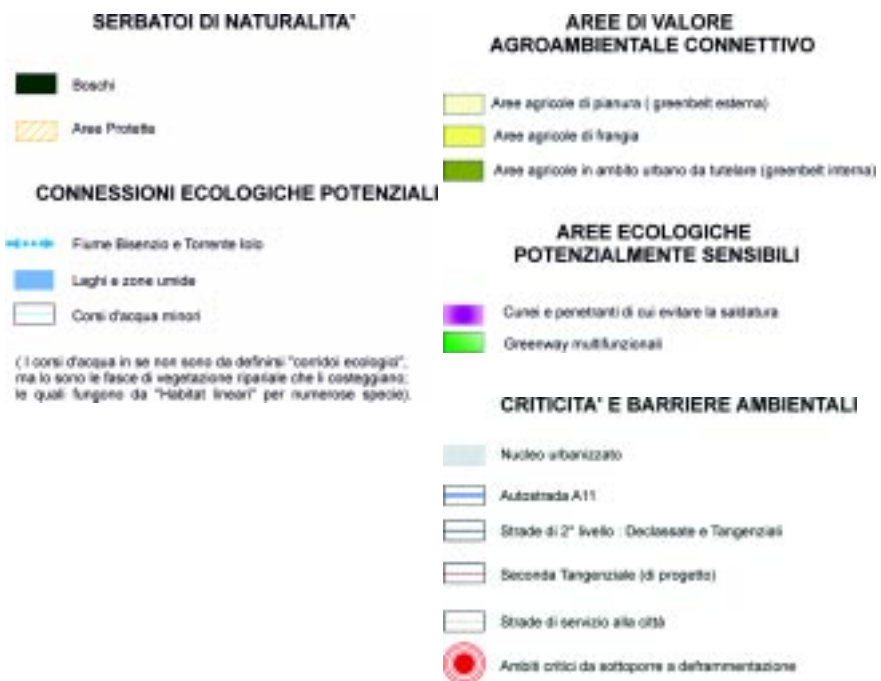 SERBATOI DI NATURALITA'
Boschi
Aree Protette
CONNESSIONI ECOLOGICHE POTENZIALI
Fiume Bisenzio e Torrente Iolo
Laghi e zone umide
Corsi d'acqua minori
( I corsi d'acqua in se non sono da definirsi "corridoi ecologici",
ma lo sono le fasce di vegetazione ripariale che li costeggiano;
le quali fungono da "Habitat lineari" per numerose specie).
AREE DI VALORE
AGROAMBIENTALE CONNETTIVO
Aree agricole di pianura ( greenbelt esterna)
Aree agricole di frangia
Aree agricole in ambito urbano da tutelare (greenbelt interna)
AREE ECOLOGICHE
POTENZIALMENTE SENSIBILI
Cunei e penetranti di cui evitare la saldatura
Greenway multifunzionali
CRITICITA' E BARRIERE AMBIENTALI
Nucleo urbanizzato
Autostrada A11
Strade di 2° livello : Declassate e Tangenziali
Seconda Tangenziale (di progetto)
Strade di servizio alla città
Ambiti critici da sottoporre a deframmentazione